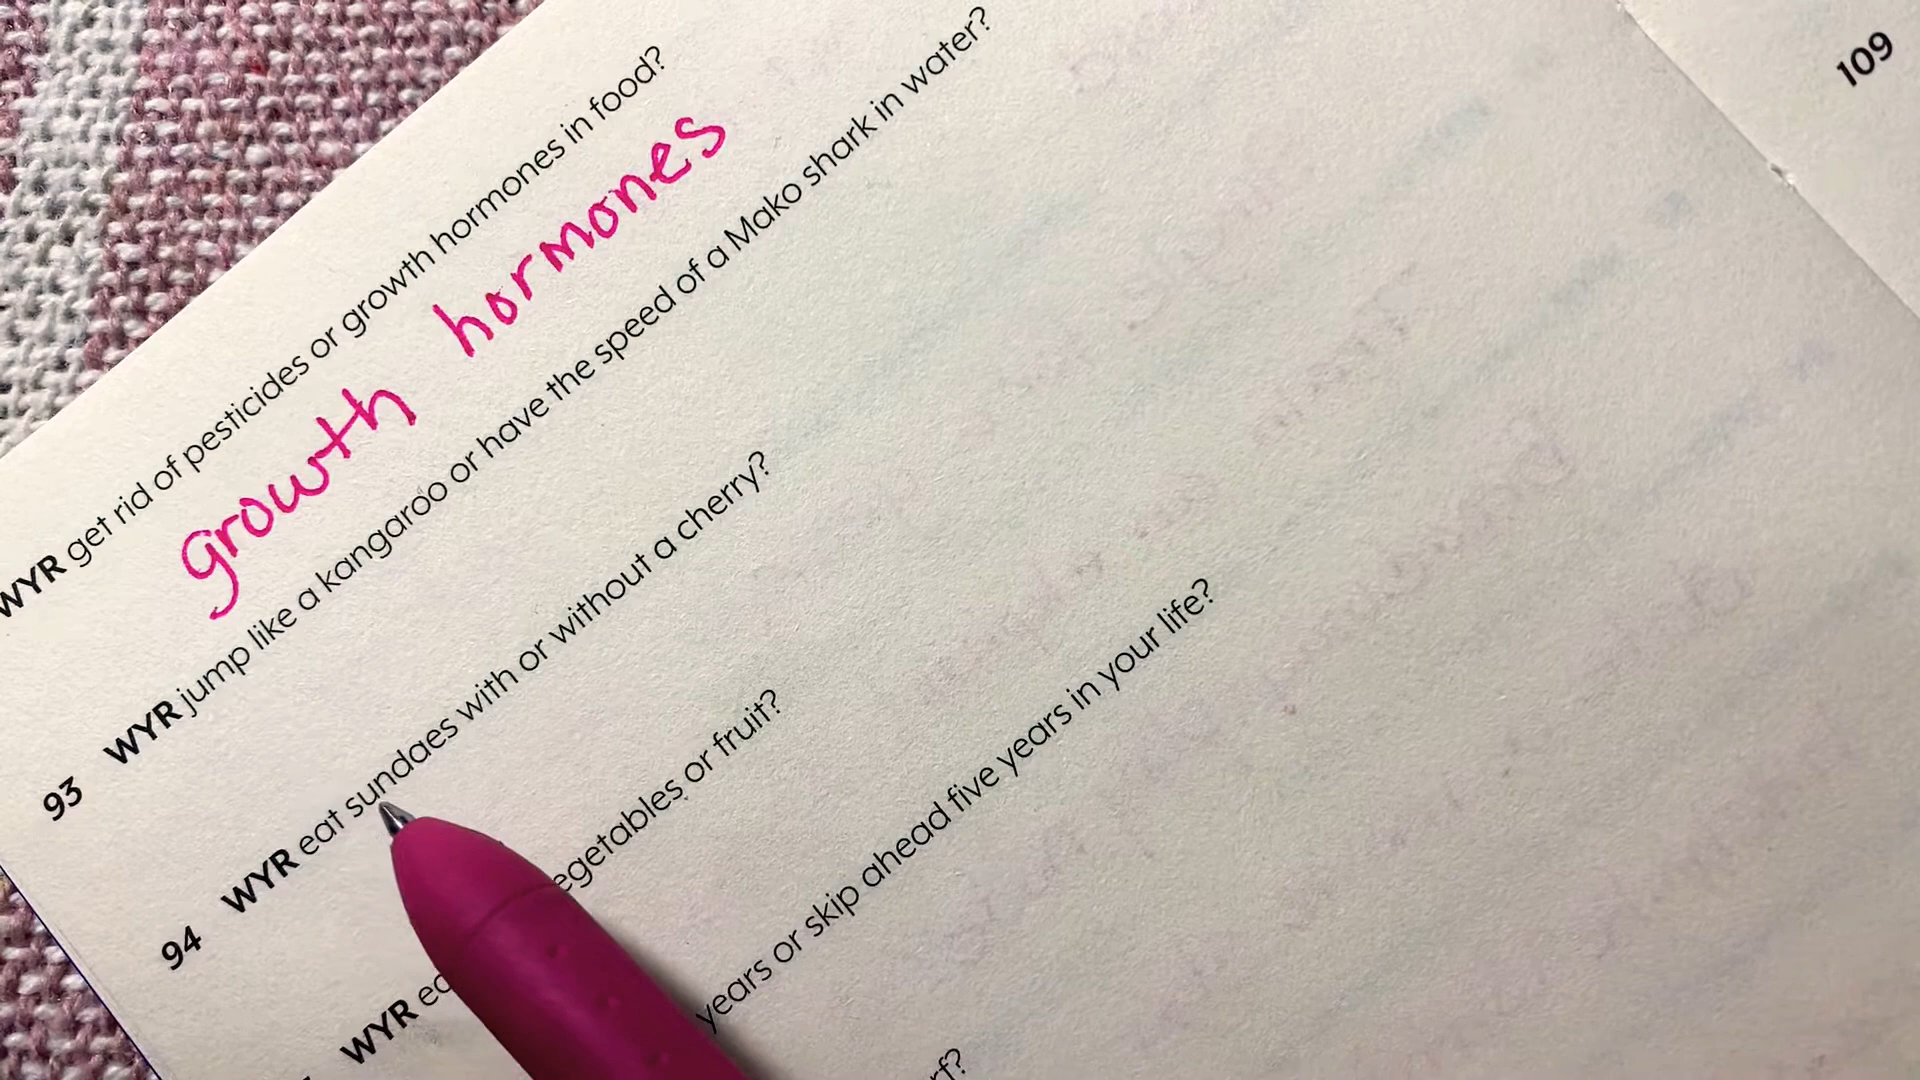 WYR get rid of pesticides or growth hormones in food?
growth hormones
93 WYR jump like a kangaroo or have the speed of a Mako shark in water?
94 WYR eat sundaes with or without a cherry?
WYR or fruit?
years or skip ahead five years in your life?
109